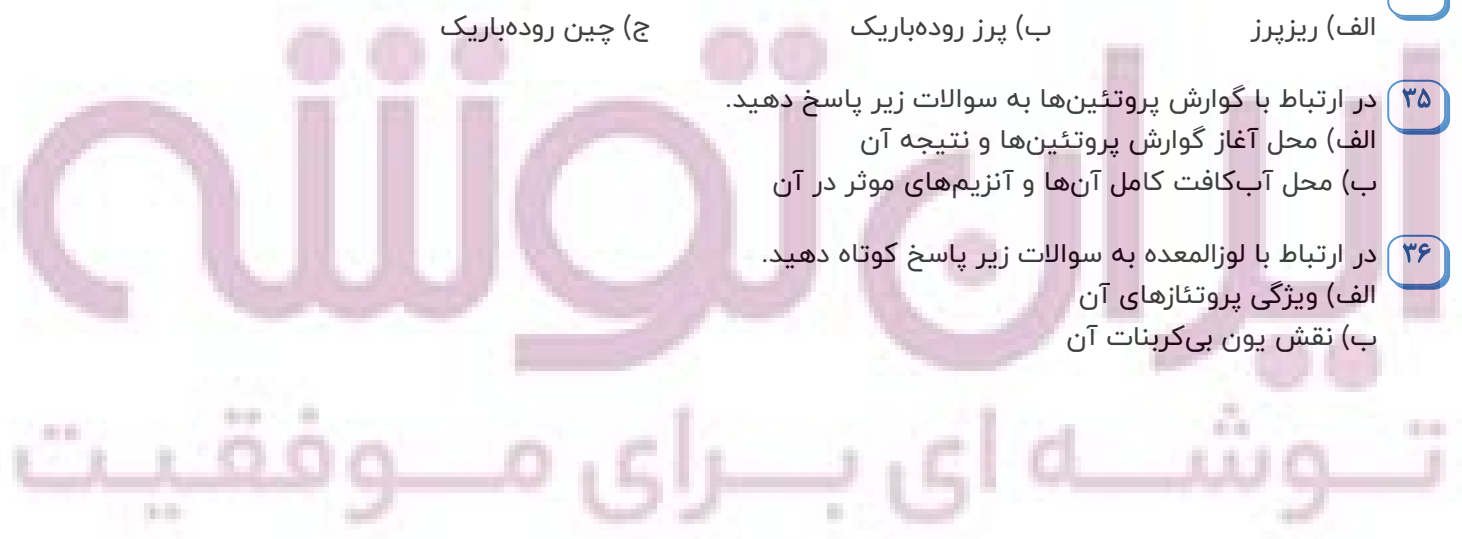 الف) ریزپرز ب) پرز روده‌باریک ج) چین روده‌باریک
۳۵ در ارتباط با گوارش پروتئین‌ها به سوالات زیر پاسخ دهید.
الف) محل آغاز گوارش پروتئین‌ها و نتیجه آن
ب) محل آب‌کافت کامل آن‌ها و آنزیم‌های موثر در آن
۳۶ در ارتباط با لوزالمعده به سوالات زیر پاسخ کوتاه دهید.
الف) ویژگی پروتئازهای آن
ب) نقش یون بی‌کربنات آن
ایران توشه
توشه ای برای موفقیت